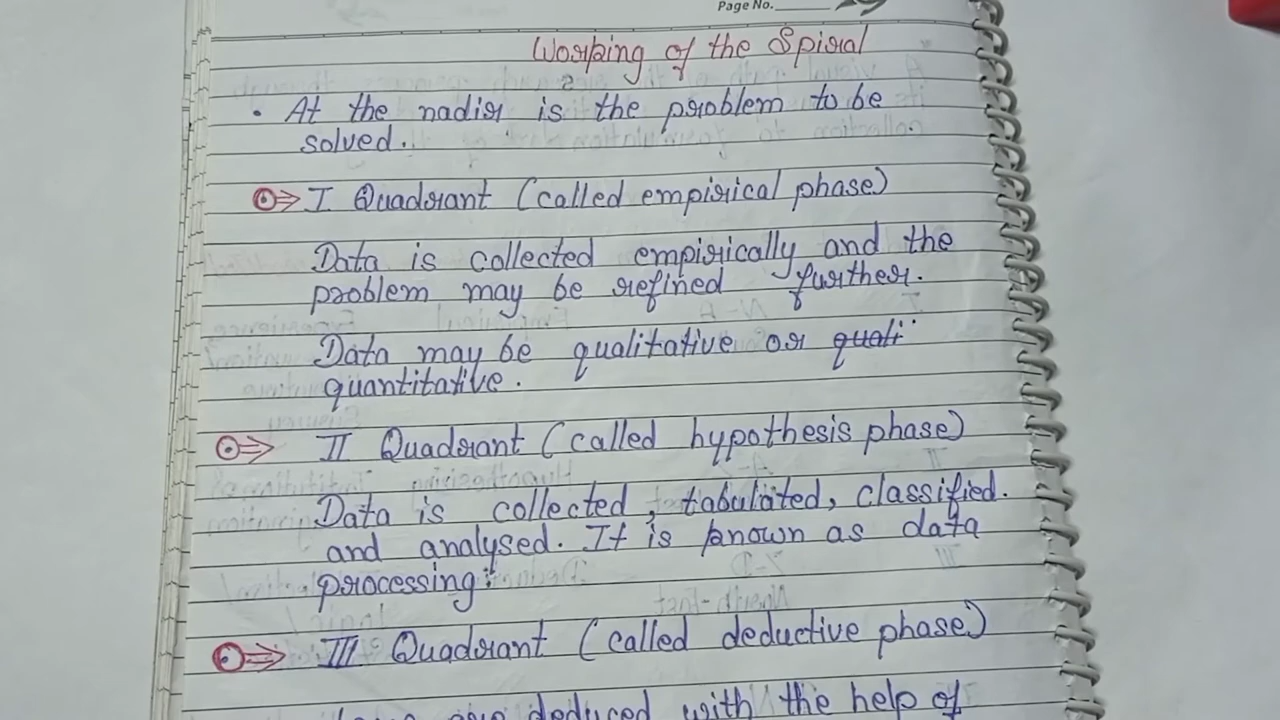 Page No.
Working of the Spiral
• At the nadir is the problem to be
solved.
I Quadrant (called empirical phase)
Data is collected empirically and the
problem may be refined further.
Data may be qualitative or quali
quantitative.
II Quadrant (called hypothesis phase)
Data is collected, tabulated, classified.
and analysed. It is known as data
processing.
III Quadrant (called deductive phase)
are deduced with the help of